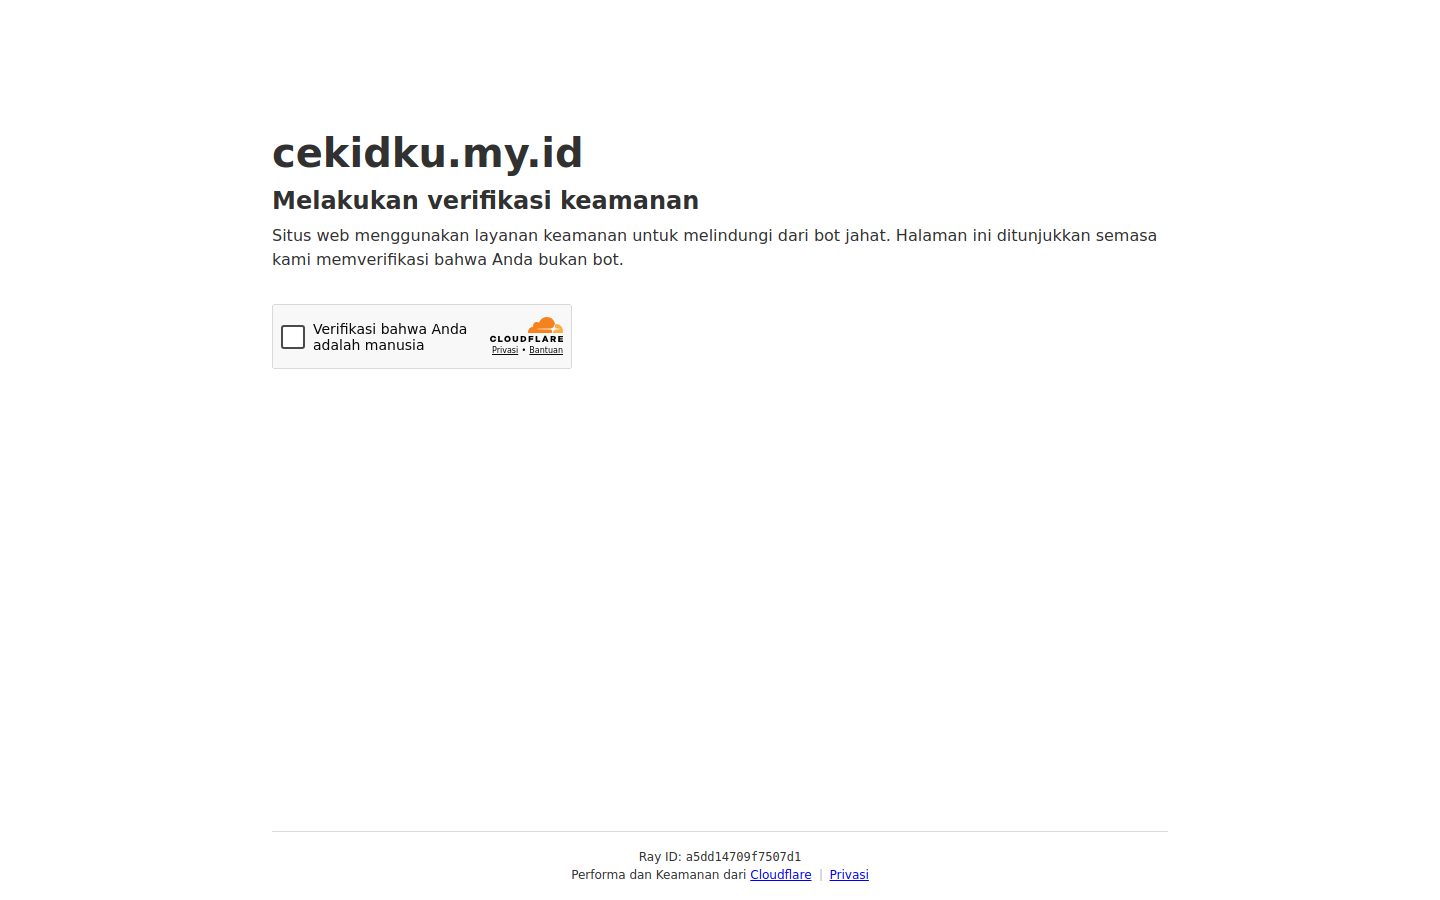 cekidku.my.id
Melakukan verifikasi keamanan
Situs web menggunakan layanan keamanan untuk melindungi dari bot jahat. Halaman ini ditunjukkan semasa
kami memverifikasi bahwa Anda bukan bot.
Verifikasi bahwa Anda
adalah manusia
CLOUDFLARE
Privasi • Bantuan
Ray ID: a5dd14709f7507d1
Performa dan Keamanan dari Cloudflare | Privasi